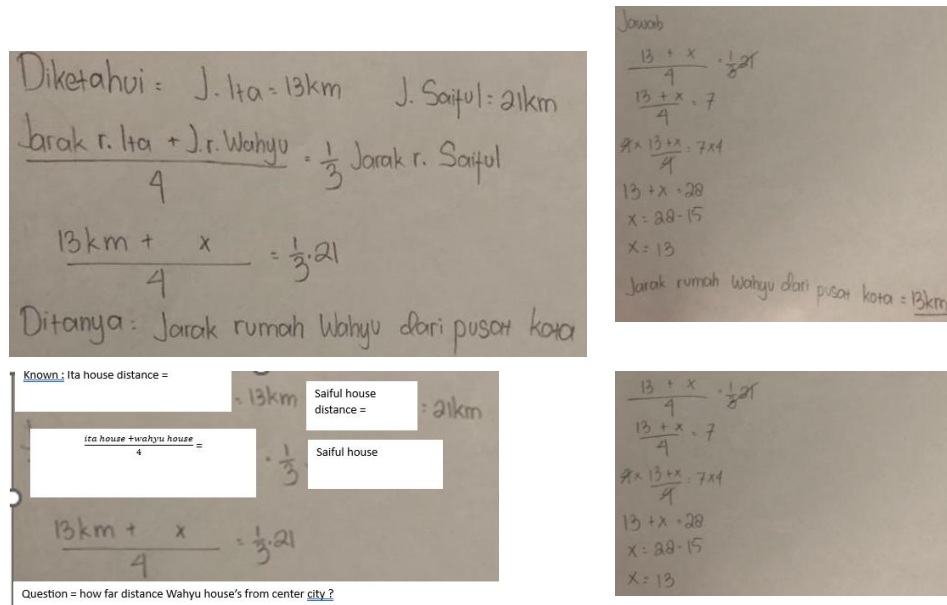 Diketahui = J. Ita = 13km J. Saiful = 21km
Jarak r. Ita + J. r. Wahyu / 4 = 1/3 Jarak r. Saiful
13km + x / 4 = 1/3 . 21
Ditanya : Jarak rumah Wahyu dari pusat kota
Jawab
13 + x / 4 = 1/3 21
13 + x / 4 = 7
4 x 13 + x / 4 = 7 x 4
13 + x = 28
x = 28 - 15
x = 13
Jarak rumah Wahyu dari pusat kota = 13km
Known : Ita house distance =
= 13km
Saiful house
distance =
= 21km
ita house +wahyu house / 4 =
= 1/3
Saiful house
13km + x / 4 = 1/3 . 21
Question = how far distance Wahyu house's from center city ?
13 + x / 4 = 1/3 21
13 + x / 4 = 7
4 x 13 + x / 4 = 7 x 4
13 + x = 28
x = 28 - 15
x = 13